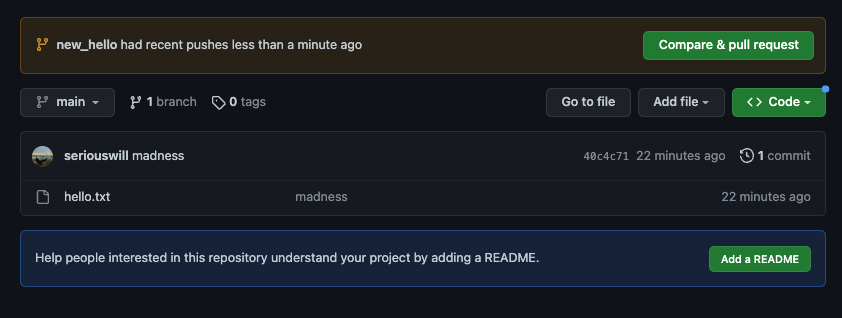 new_hello had recent pushes less than a minute ago Compare & pull request
main 1 branch 0 tags Go to file Add file Code
seriouswill madness 40c4c71 22 minutes ago 1 commit
hello.txt madness 22 minutes ago
Help people interested in this repository understand your project by adding a README. Add a README